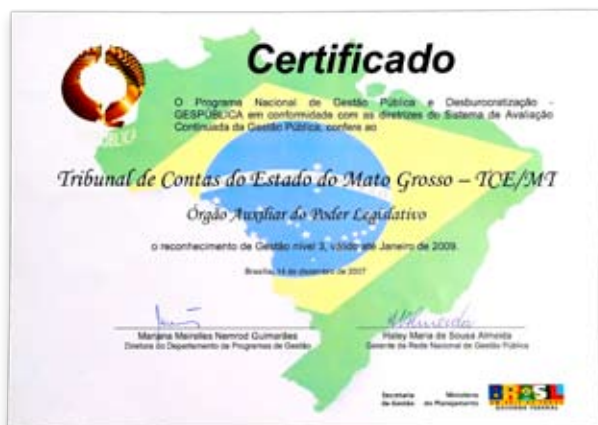 Certificado
O Programa Nacional de Gestão Pública e Desburocratização -
GESPÚBLICA em conformidade com as diretrizes do Sistema de Avaliação
Continuada da Gestão Pública, confere ao
Tribunal de Contas do Estado do Mato Grosso – TCE/MT
Órgão Auxiliar do Poder Legislativo
o reconhecimento de Gestão nível 3, válido até Janeiro de 2009.
Brasília, 14 de dezembro de 2007
Mariana Meirelles Nemrod Guimarães
Diretora do Departamento de Programas de Gestão
Haley Maria de Sousa Almeida
Gerente da Rede Nacional de Gestão Pública
Secretaria
de Gestão
Ministério
do Planejamento
BRASIL
GOVERNO FEDERAL